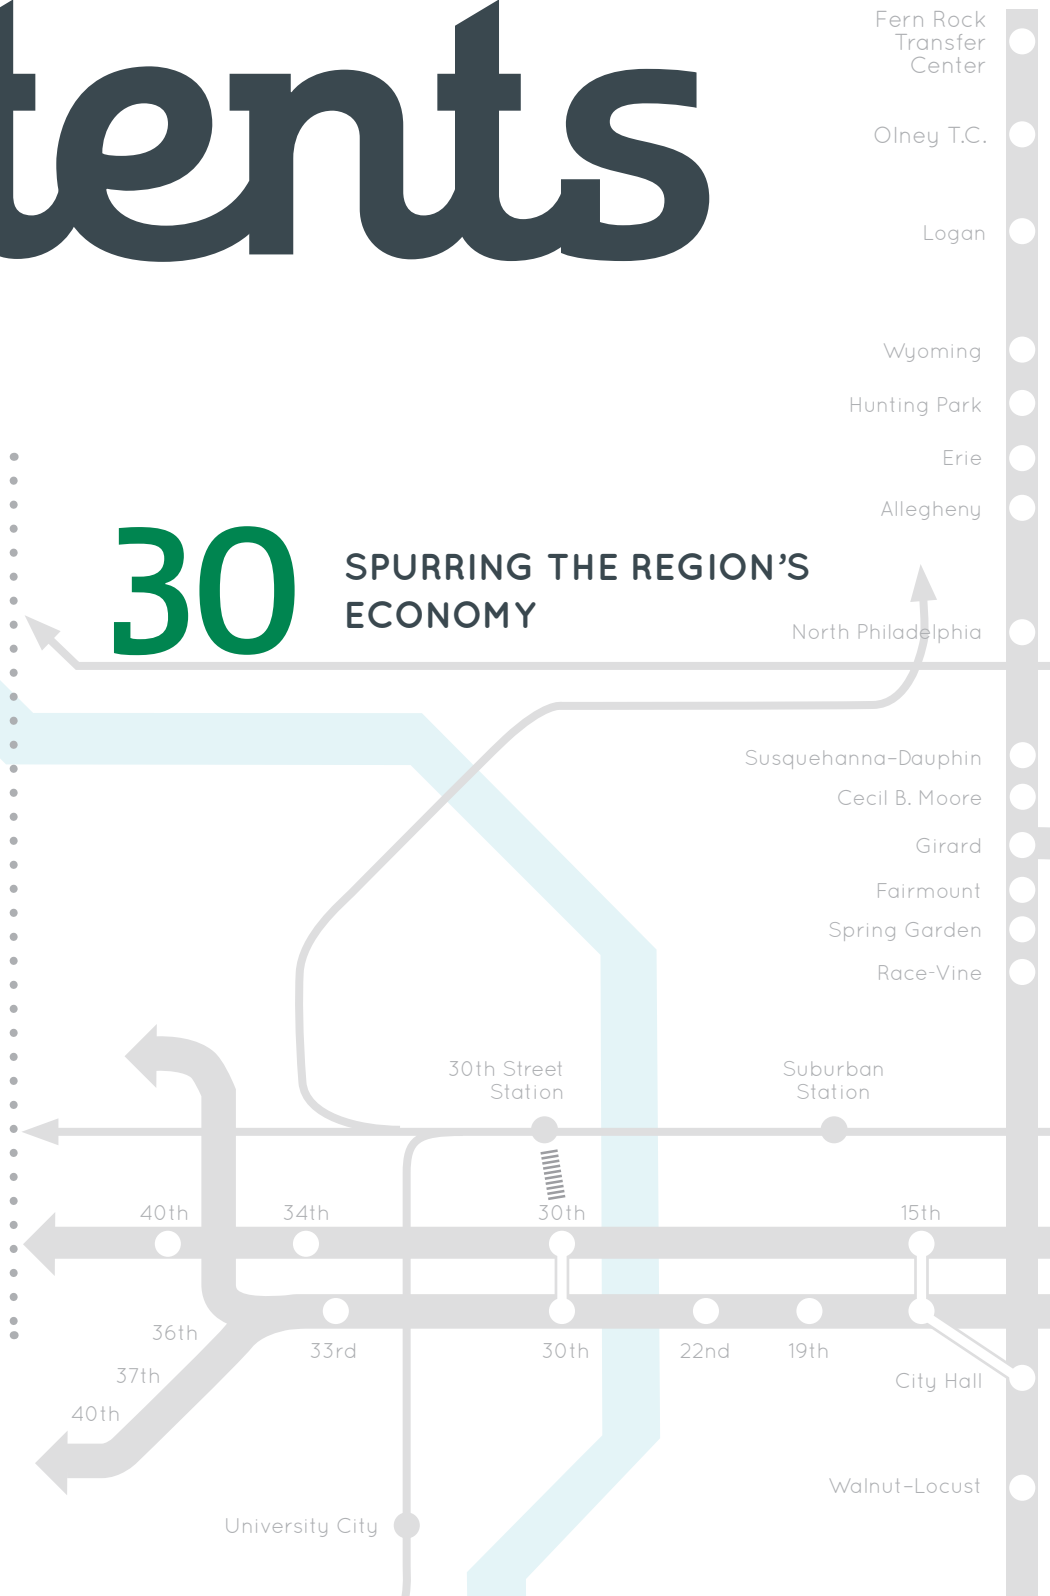 tents
Fern Rock
Transfer
Center
Olney T.C.
Logan
Wyoming
Hunting Park
Erie
Allegheny
30
SPURRING THE REGION’S
ECONOMY
North Philadelphia
Susquehanna–Dauphin
Cecil B. Moore
Girard
Fairmount
Spring Garden
Race-Vine
30th Street
Station
Suburban
Station
40th
34th
30th
15th
36th
33rd
30th
22nd
19th
37th
City Hall
40th
Walnut–Locust
University City